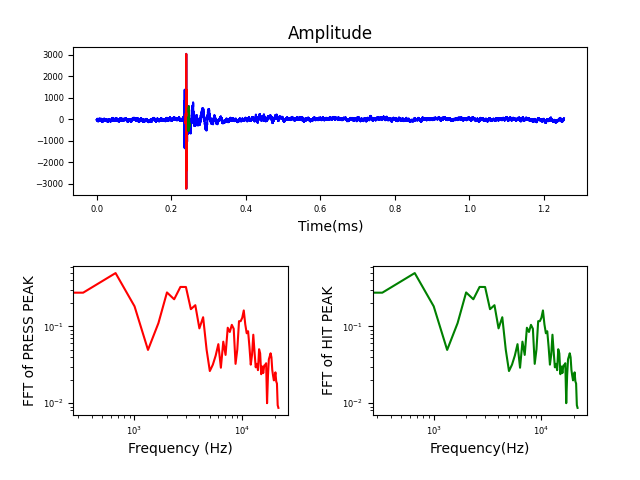 Amplitude
3000
2000
1000
0
−1000
−2000
−3000
0.0 0.2 0.4 0.6 0.8 1.0 1.2
Time(ms)
FFT of PRESS PEAK
10⁻¹
10⁻²
10³ 10⁴
Frequency (Hz)
FFT of HIT PEAK
10⁻¹
10⁻²
10³ 10⁴
Frequency(Hz)